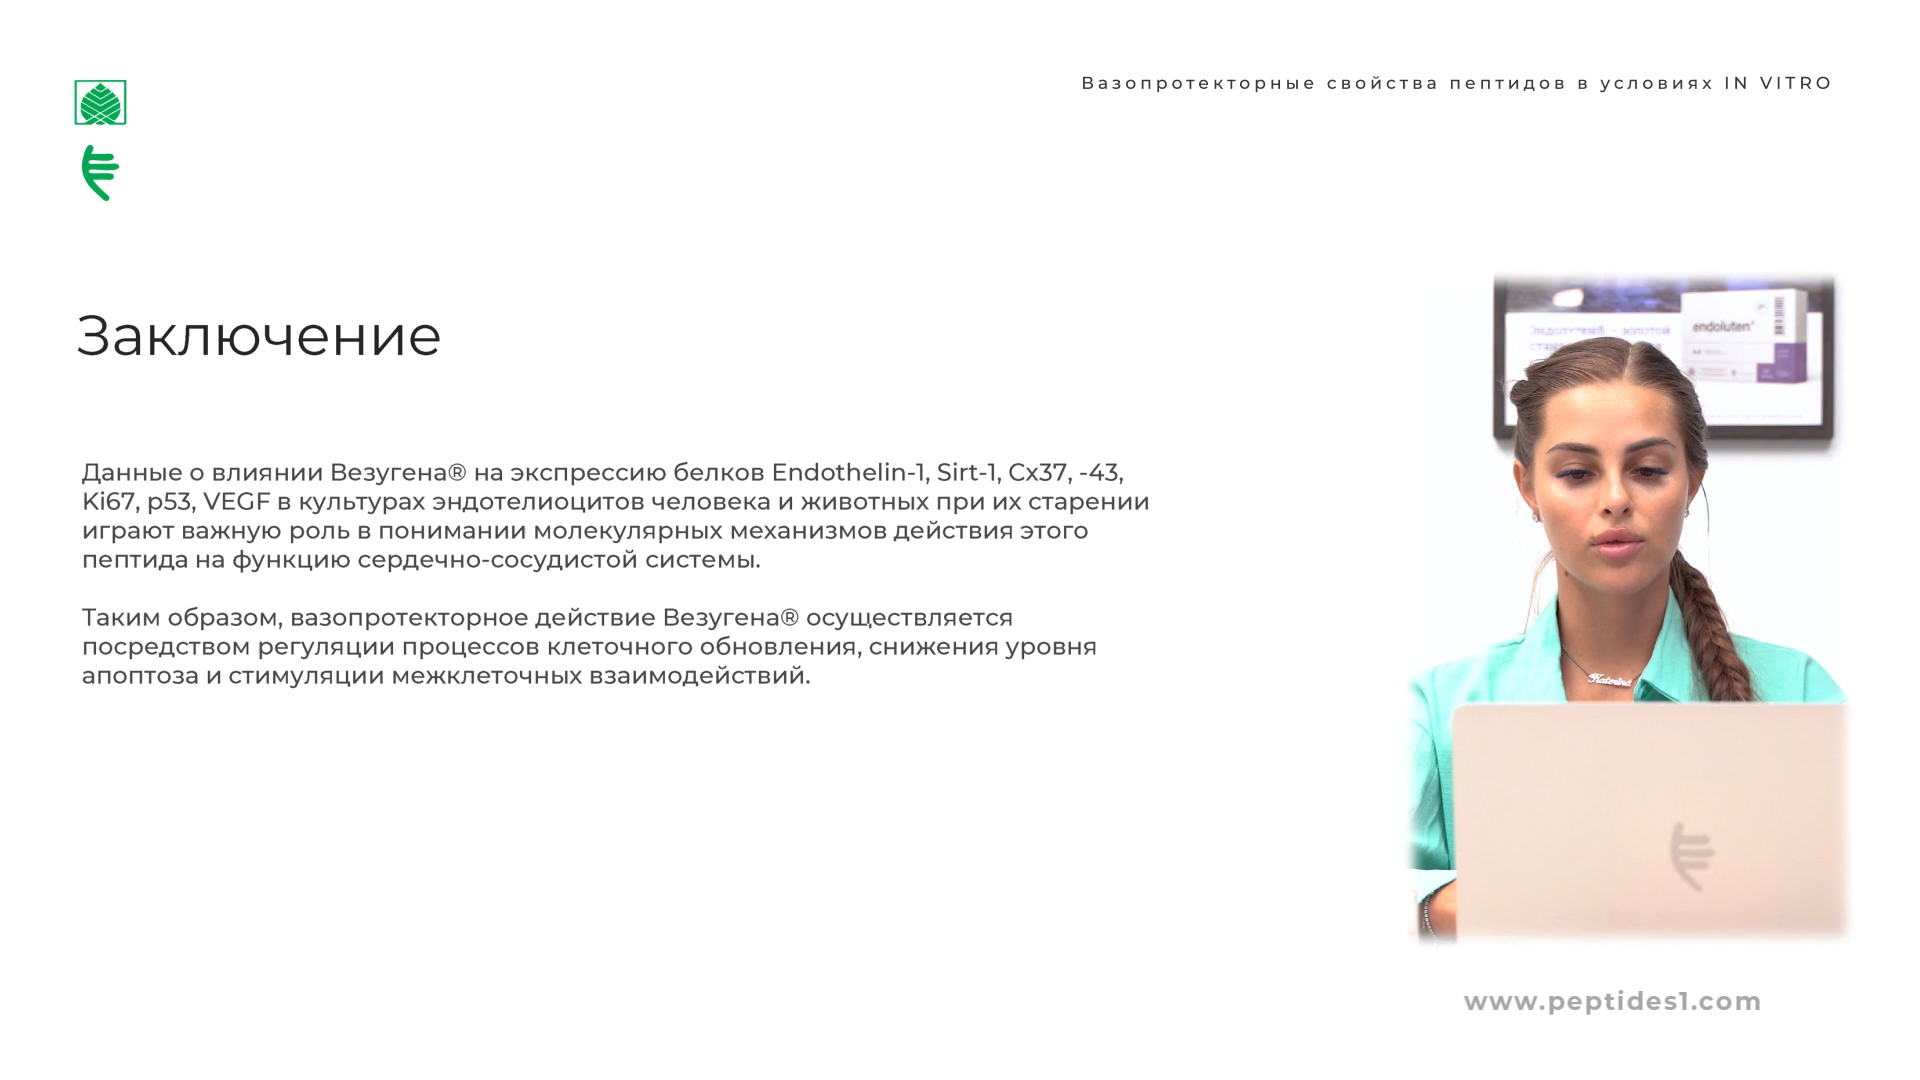 Вазопротекторные свойства пептидов в условиях IN VITRO
Заключение
Данные о влиянии Везугена® на экспрессию белков Endothelin-1, Sirt-1, Cx37, -43,
Ki67, p53, VEGF в культурах эндотелиоцитов человека и животных при их старении
играют важную роль в понимании молекулярных механизмов действия этого
пептида на функцию сердечно-сосудистой системы.
Таким образом, вазопротекторное действие Везугена® осуществляется
посредством регуляции процессов клеточного обновления, снижения уровня
апоптоза и стимуляции межклеточных взаимодействий.
endoluten®
Katerina
www.peptides1.com